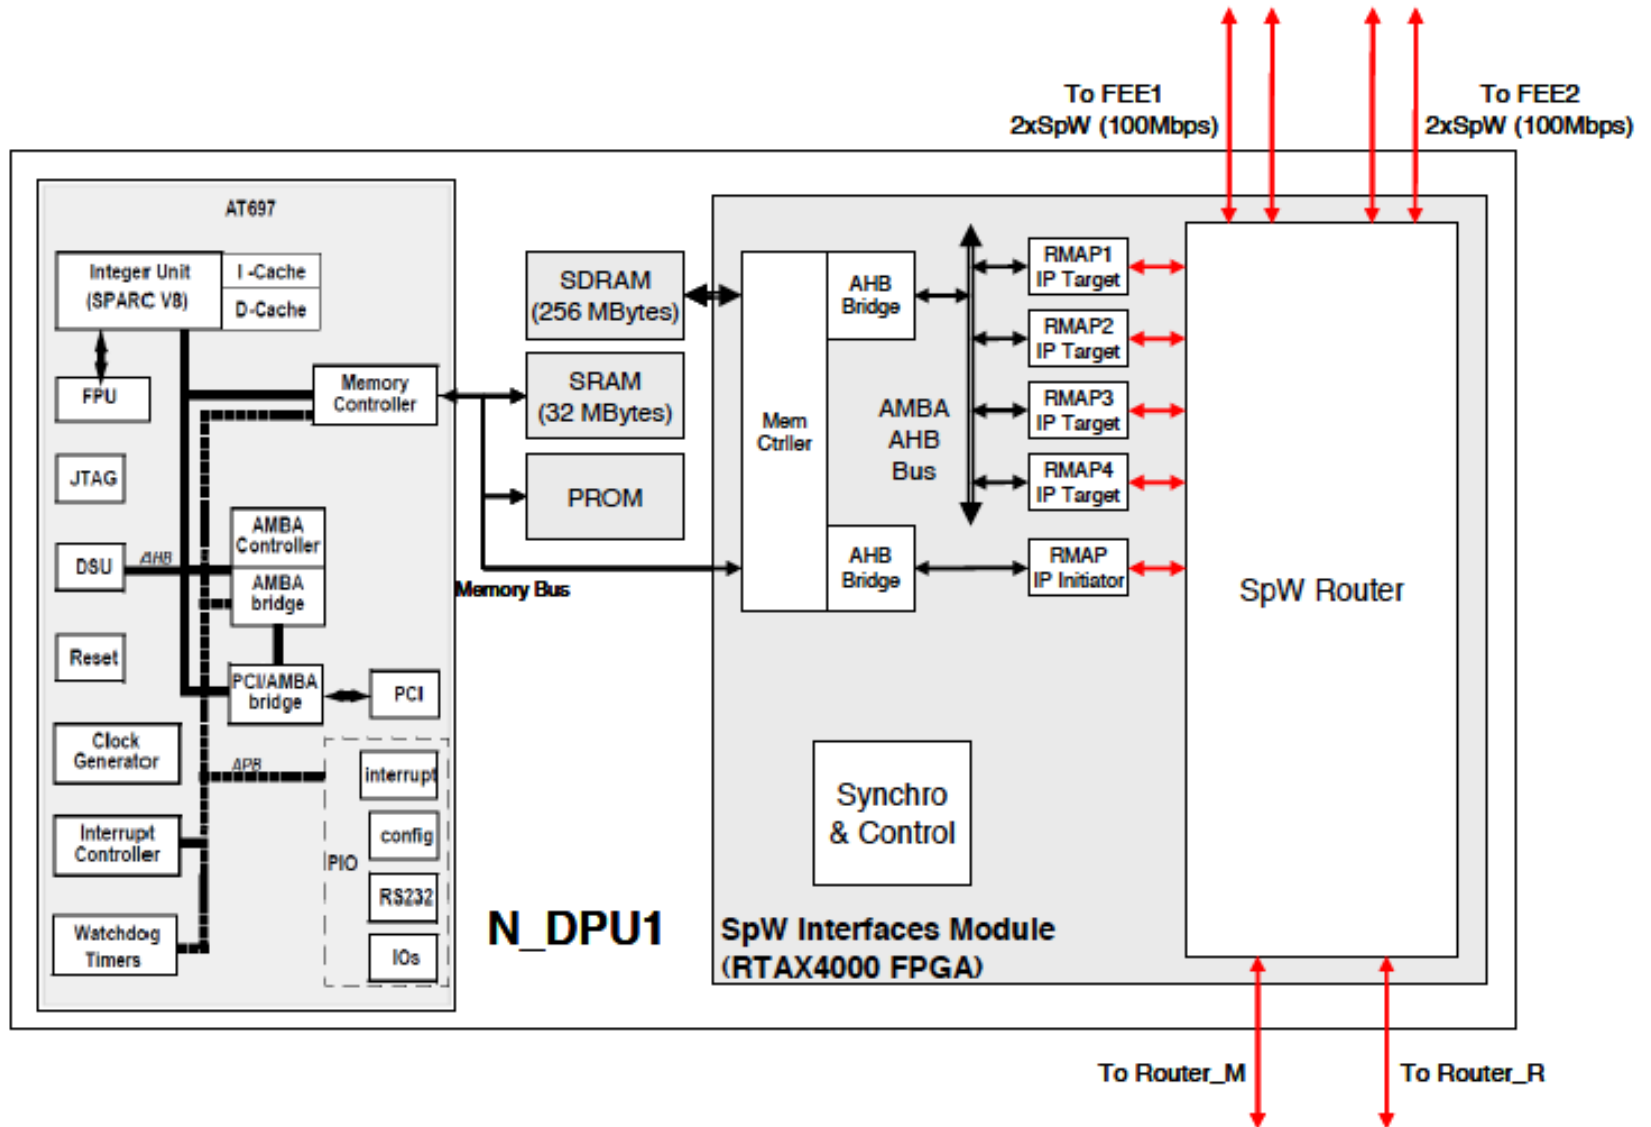 To FEE1
2xSpW (100Mbps)
To FEE2
2xSpW (100Mbps)
AT697
Integer Unit
(SPARC V8)
I -Cache
D-Cache
FPU
Memory
Controller
JTAG
AMBA
Controller
DSU
AHB
AMBA
bridge
Reset
PCI/AMBA
bridge
PCI
Clock
Generator
APB
interrupt
Interrupt
Controller
config
PIO
RS232
Watchdog
Timers
IOs
SDRAM
(256 MBytes)
SRAM
(32 MBytes)
PROM
Memory Bus
N_DPU1
Mem
Ctrller
AHB
Bridge
AHB
Bridge
AMBA
AHB
Bus
RMAP1
IP Target
RMAP2
IP Target
RMAP3
IP Target
RMAP4
IP Target
RMAP
IP Initiator
SpW Router
Synchro
& Control
SpW Interfaces Module
(RTAX4000 FPGA)
To Router_M
To Router_R